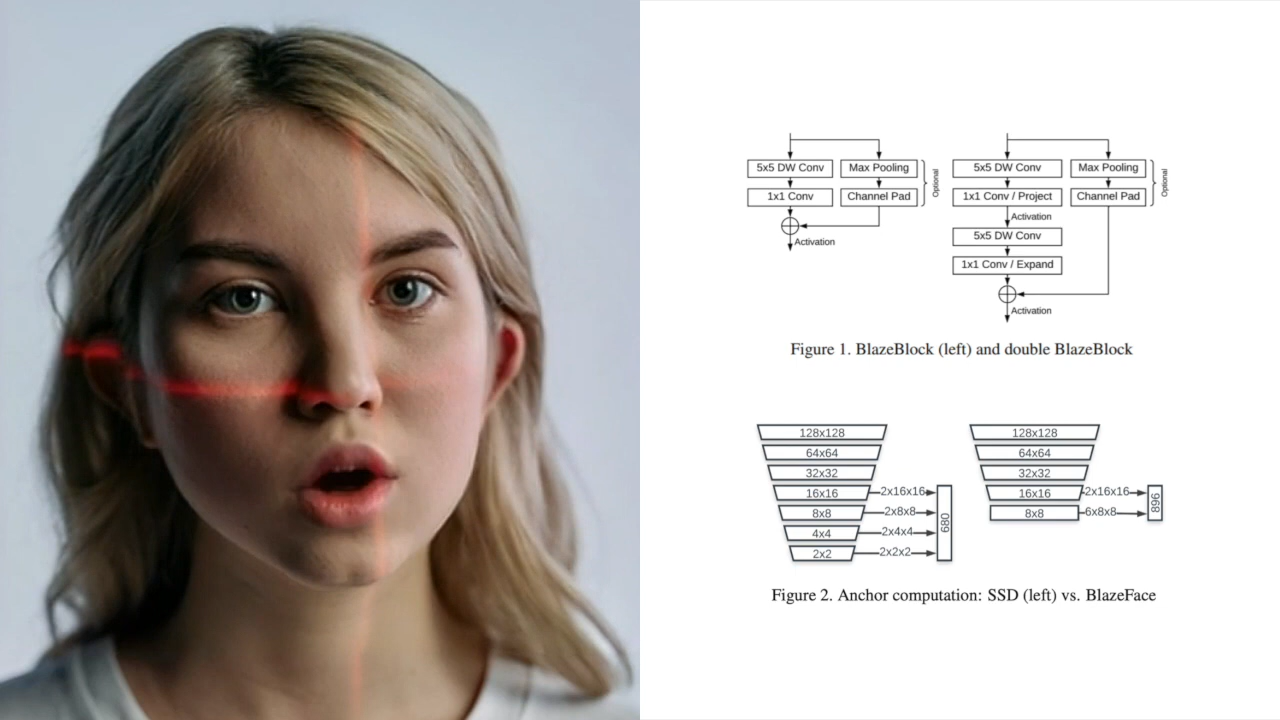 5x5 DW Conv
Max Pooling
1x1 Conv
Channel Pad
Optional
Activation
5x5 DW Conv
Max Pooling
1x1 Conv / Project
Channel Pad
Optional
Activation
5x5 DW Conv
1x1 Conv / Expand
Activation
Figure 1. BlazeBlock (left) and double BlazeBlock
128x128
64x64
32x32
16x16
2x16x16
8x8
2x8x8
4x4
2x4x4
2x2
2x2x2
680
128x128
64x64
32x32
16x16
2x16x16
8x8
6x8x8
896
Figure 2. Anchor computation: SSD (left) vs. BlazeFace